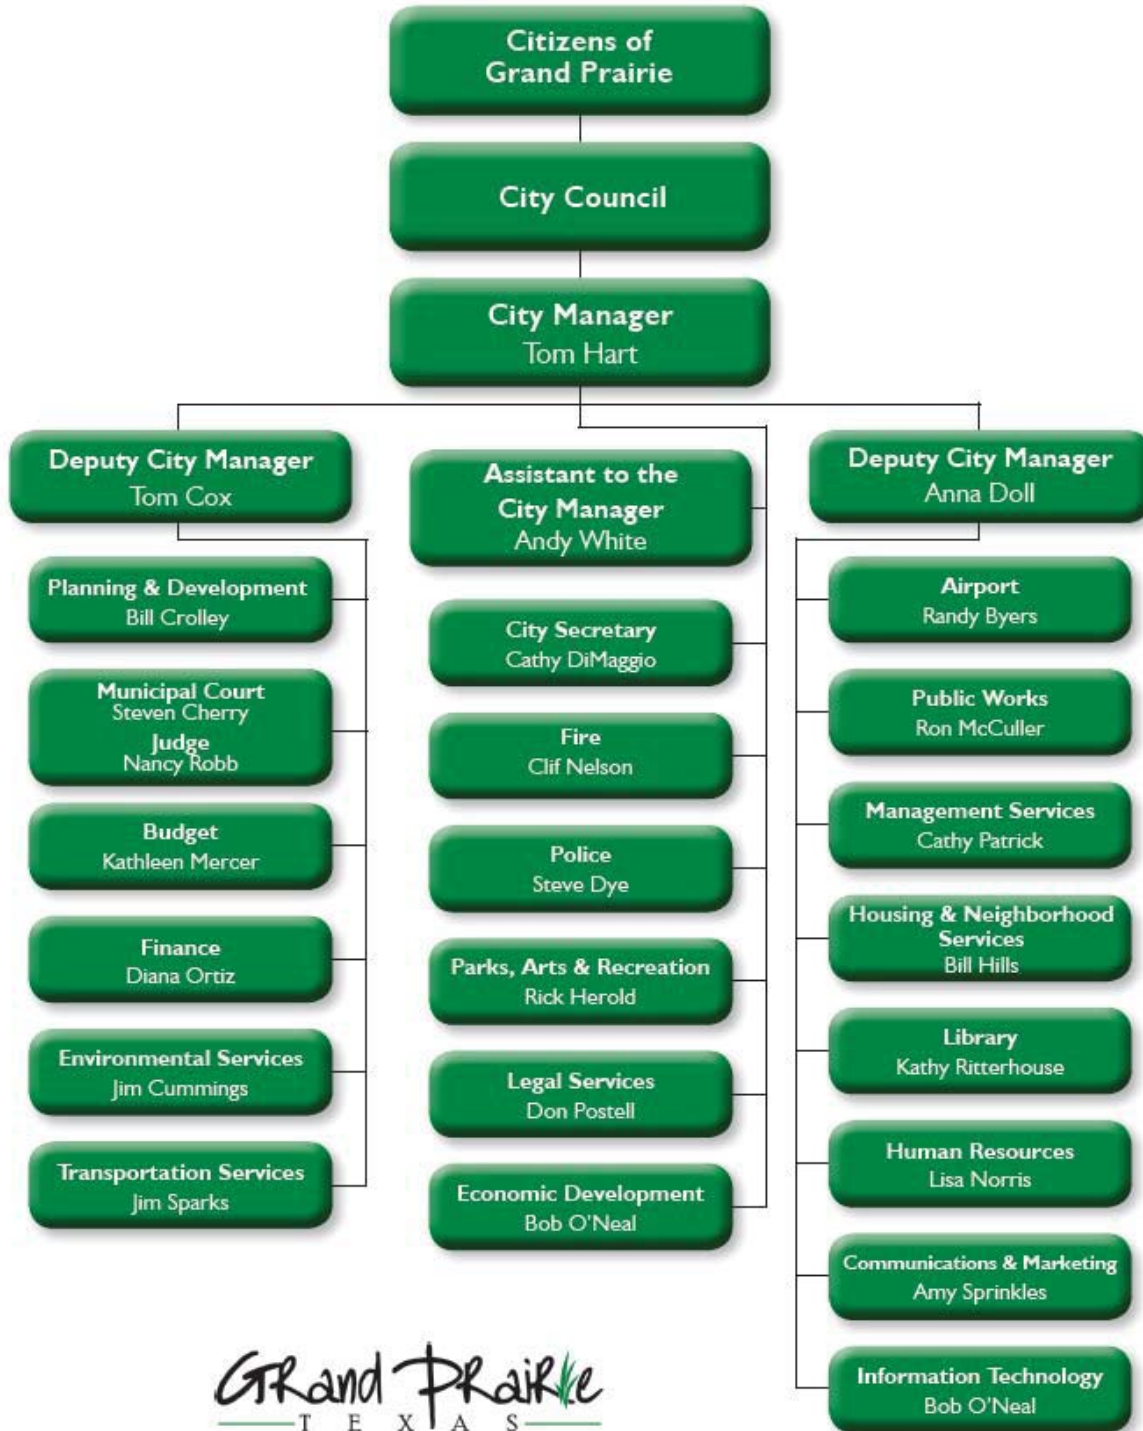 Citizens of
Grand Prairie
City Council
City Manager
Tom Hart
Deputy City Manager
Tom Cox
Planning & Development
Bill Crolley
Municipal Court
Steven Cherry
Judge
Nancy Robb
Budget
Kathleen Mercer
Finance
Diana Ortiz
Environmental Services
Jim Cummings
Transportation Services
Jim Sparks
Assistant to the
City Manager
Andy White
City Secretary
Cathy DiMaggio
Fire
Clif Nelson
Police
Steve Dye
Parks, Arts & Recreation
Rick Herold
Legal Services
Don Postell
Economic Development
Bob O'Neal
Deputy City Manager
Anna Doll
Airport
Randy Byers
Public Works
Ron McCuller
Management Services
Cathy Patrick
Housing & Neighborhood
Services
Bill Hills
Library
Kathy Ritterhouse
Human Resources
Lisa Norris
Communications & Marketing
Amy Sprinkles
Information Technology
Bob O'Neal
Grand Prairie
TEXAS